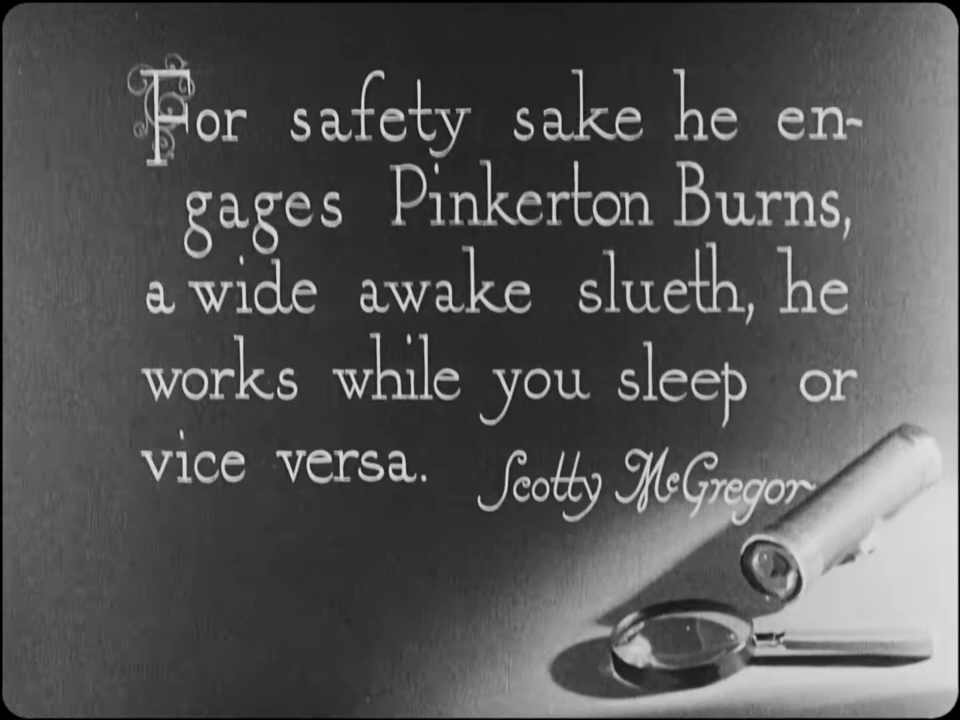 For safety sake he en-
gages Pinkerton Burns,
a wide awake slueth, he
works while you sleep or
vice versa. Scotty McGregor